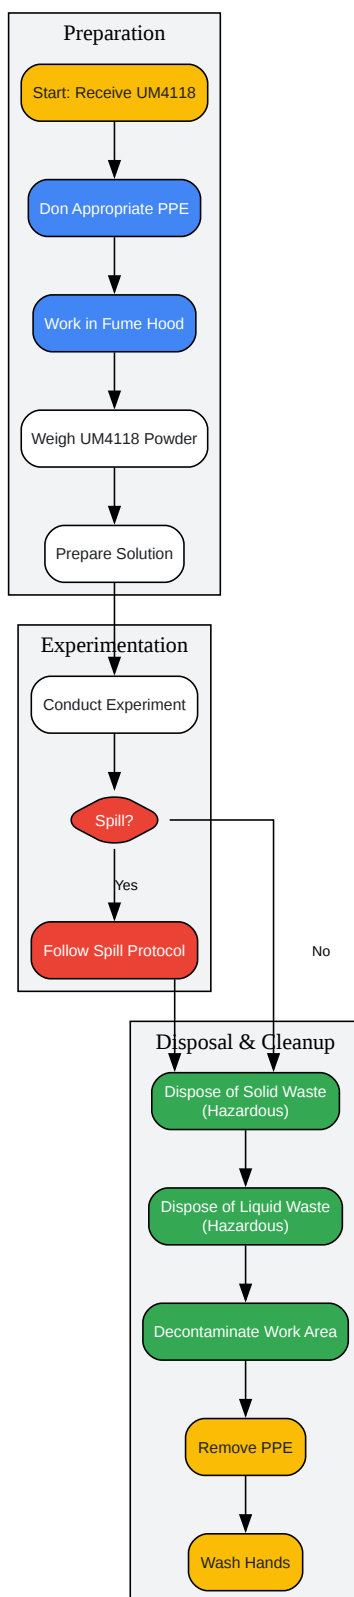 Preparation
Start: Receive UM4118
Don Appropriate PPE
Work in Fume Hood
Weigh UM4118 Powder
Prepare Solution
Experimentation
Conduct Experiment
Spill?
Yes
Follow Spill Protocol
No
Disposal & Cleanup
Dispose of Solid Waste
(Hazardous)
Dispose of Liquid Waste
(Hazardous)
Decontaminate Work Area
Remove PPE
Wash Hands